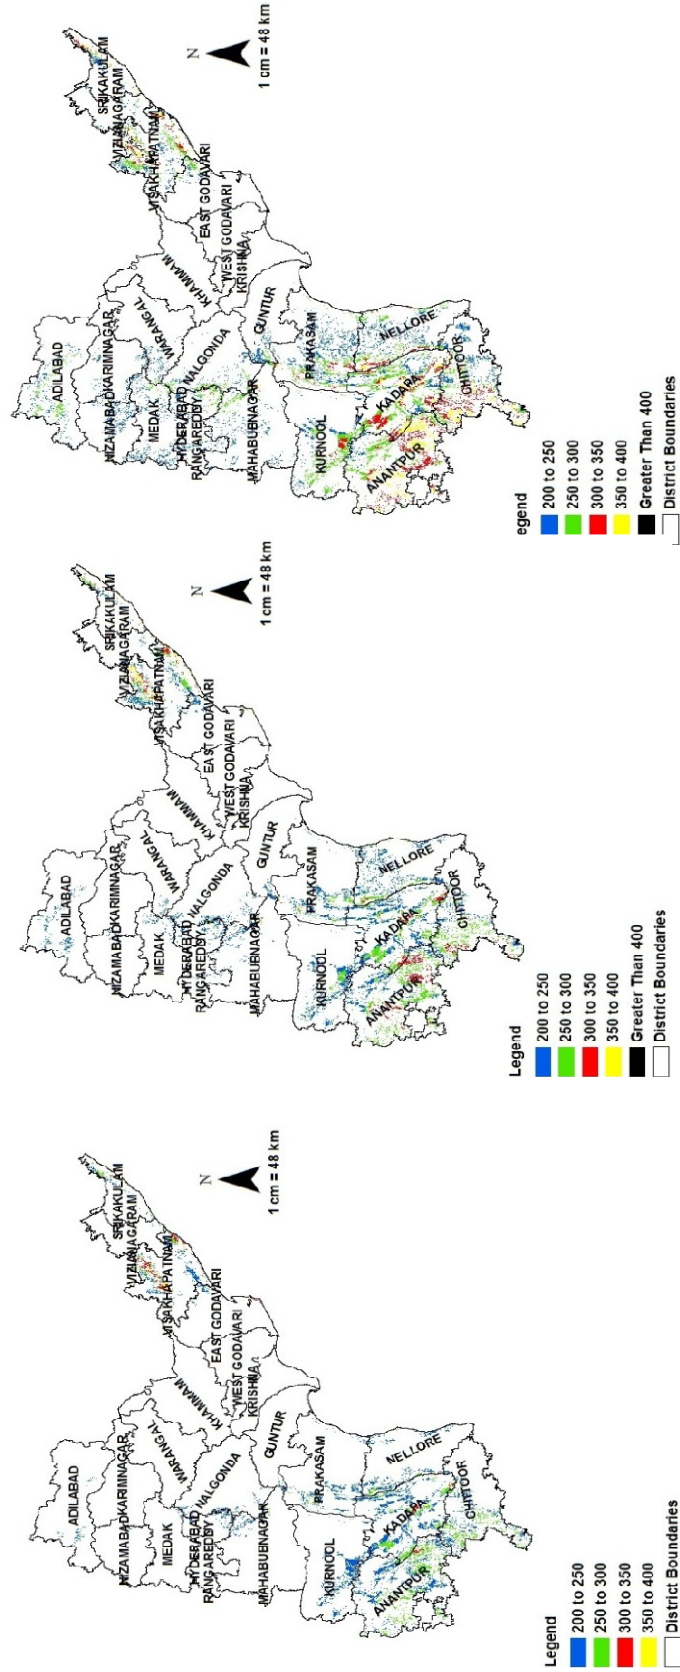 SRIKAKULAM
VIZIANAGARAM
VISAKHAPATNAM
EAST GODAVARI
WEST GODAVARI
KRISHNA
KHAMMAM
WARANGAL
ADILABAD
NIZAMABAD
KARIMNAGAR
MEDAK
HYDERABAD
RANGAREDDY
NALGONDA
MAHABUBNAGAR
GUNTUR
PRAKASAM
KURNOOL
NELLORE
KADAPA
ANANTPUR
CHITTOOR
N
1 cm = 48 km
egend
200 to 250
250 to 300
300 to 350
350 to 400
Greater Than 400
District Boundaries
SRIKAKULAM
VIZIANAGARAM
VISAKHAPATNAM
EAST GODAVARI
WEST GODAVARI
KRISHNA
KHAMMAM
WARANGAL
ADILABAD
NIZAMABAD
KARIMNAGAR
MEDAK
HYDERABAD
RANGAREDDY
NALGONDA
MAHABUBNAGAR
GUNTUR
PRAKASAM
KURNOOL
NELLORE
KADAPA
ANANTPUR
CHITTOOR
N
1 cm = 48 km
Legend
200 to 250
250 to 300
300 to 350
350 to 400
Greater Than 400
District Boundaries
SRIKAKULAM
VIZIANAGARAM
VISAKHAPATNAM
EAST GODAVARI
WEST GODAVARI
KRISHNA
KHAMMAM
WARANGAL
ADILABAD
NIZAMABAD
KARIMNAGAR
MEDAK
HYDERABAD
RANGAREDDY
NALGONDA
MAHABUBNAGAR
GUNTUR
PRAKASAM
KURNOOL
NELLORE
KADAPA
ANANTPUR
CHITTOOR
N
1 cm = 48 km
Legend
200 to 250
250 to 300
300 to 350
350 to 400
District Boundaries